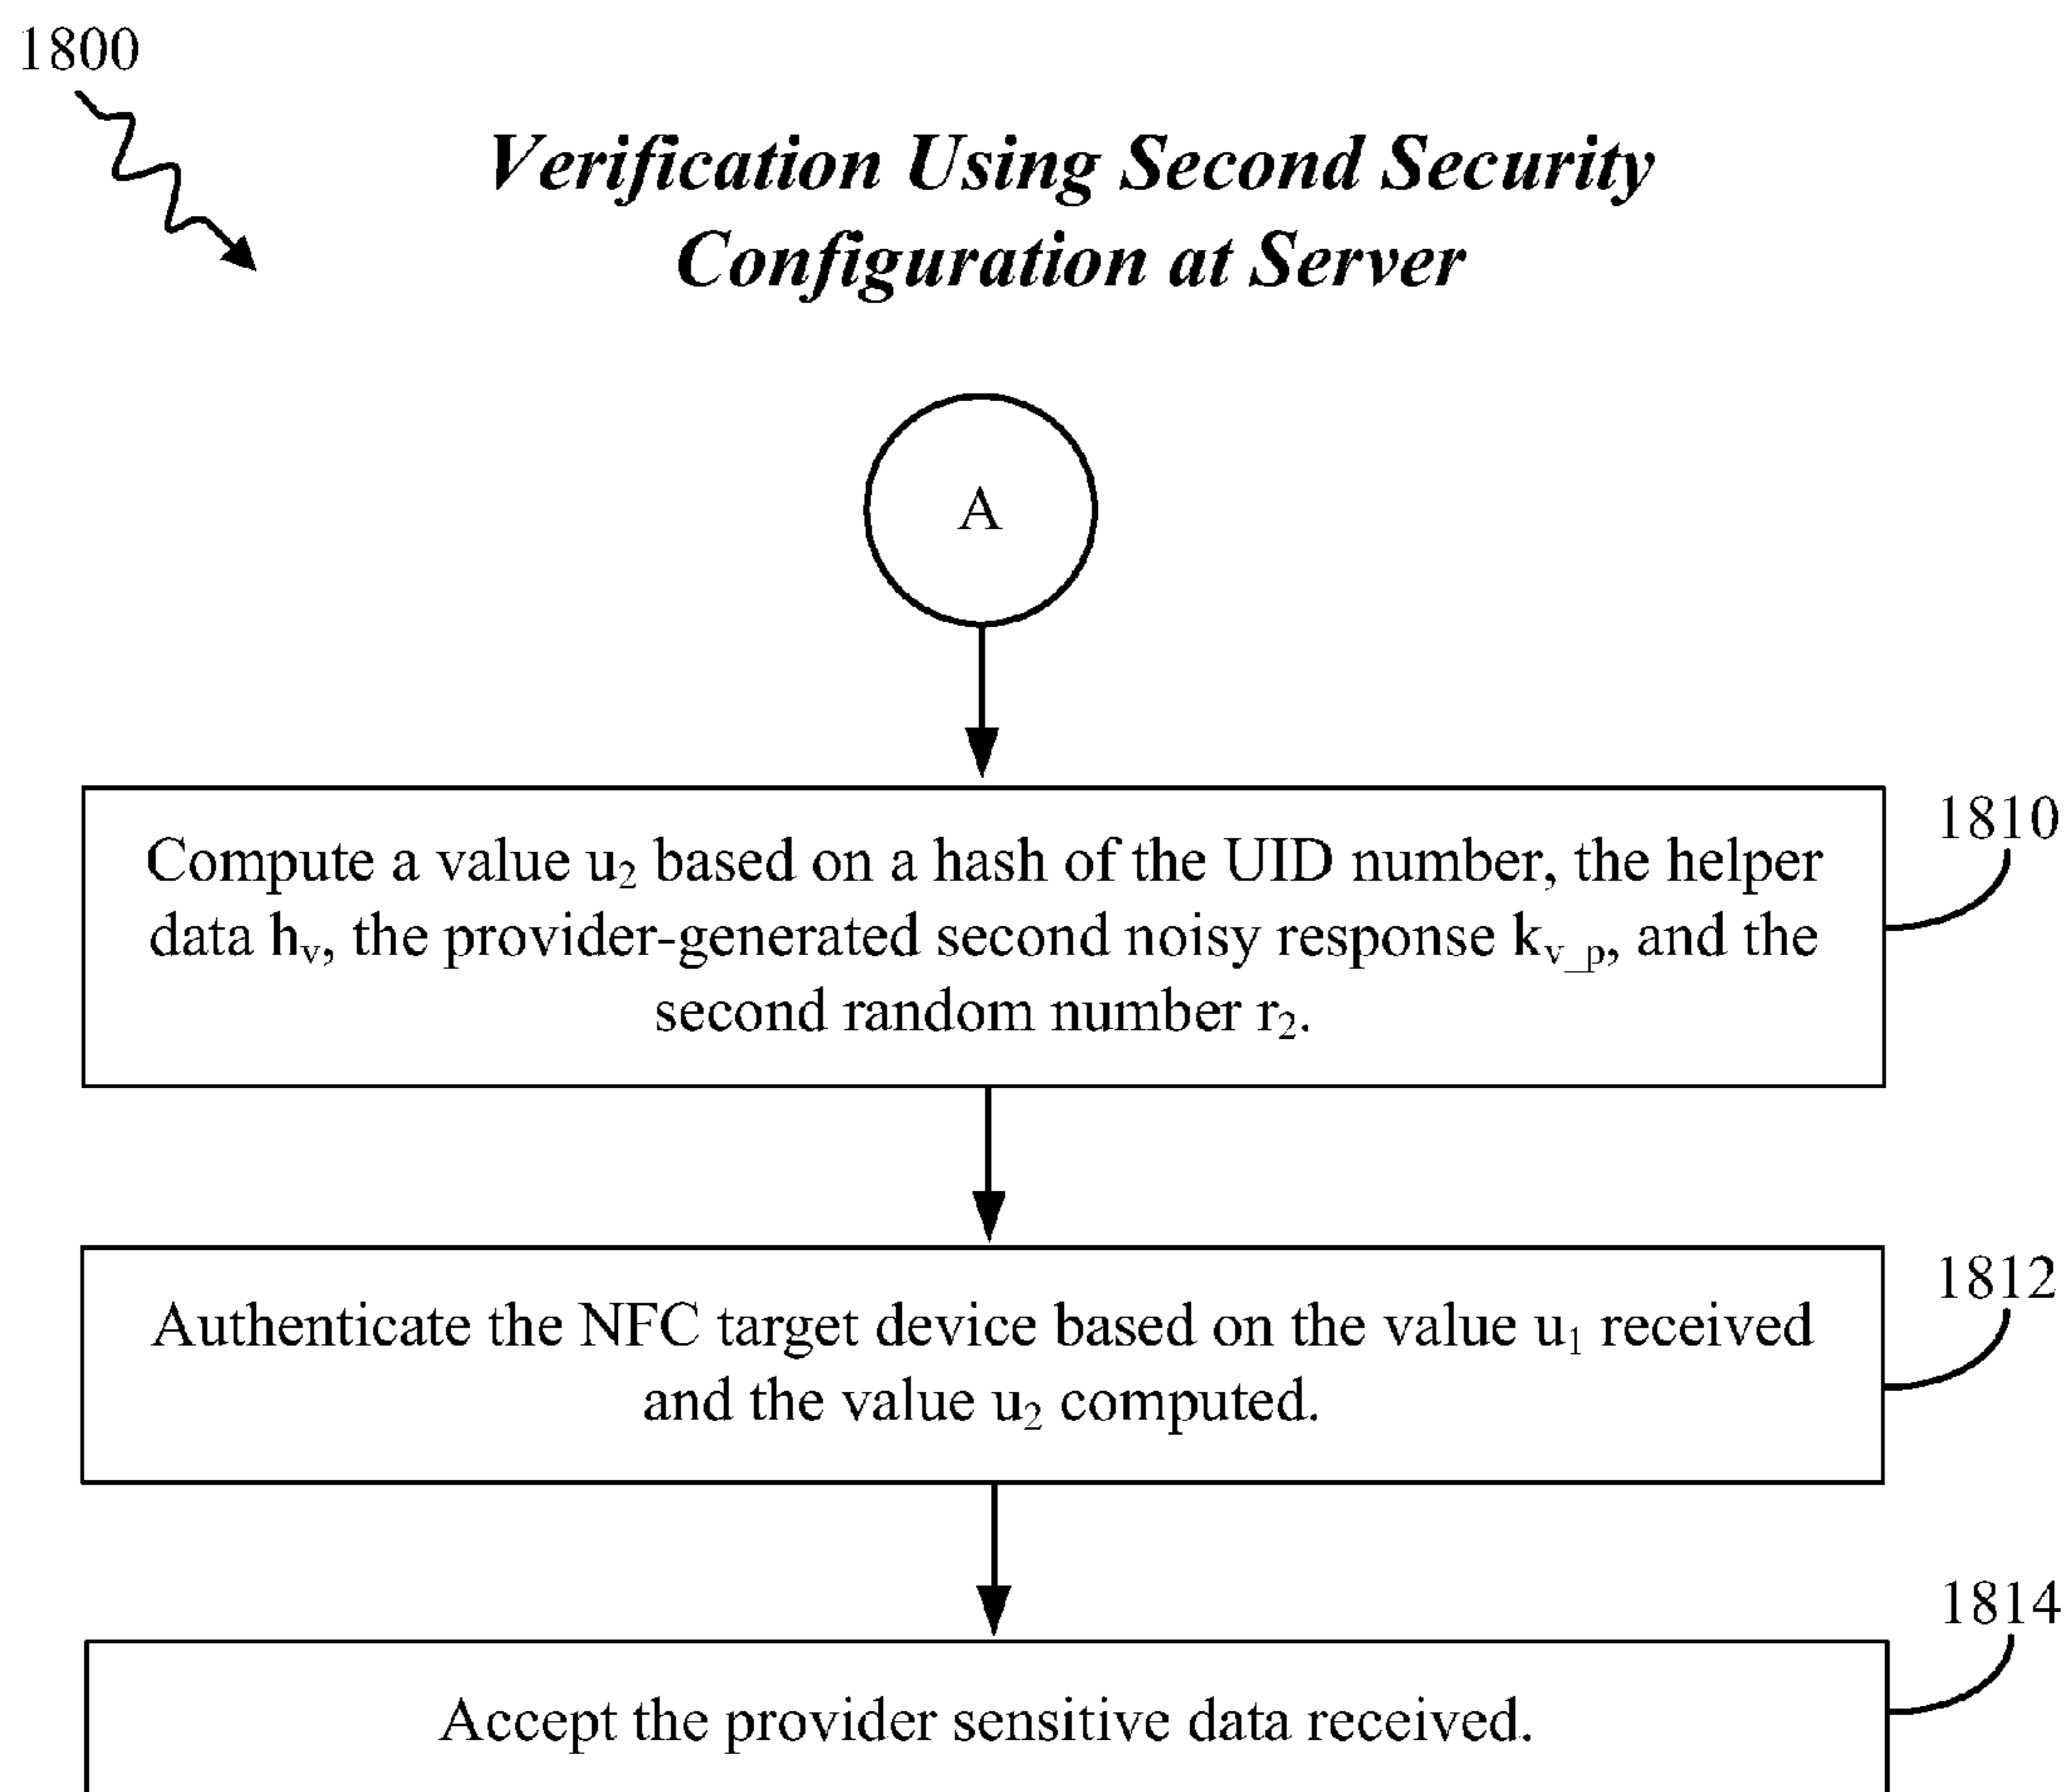 1800
Verification Using Second Security
Configuration at Server
A
1810
Compute a value u₂ based on a hash of the UID number, the helper
data hᵥ, the provider-generated second noisy response k_{v_p}, and the
second random number r₂.
1812
Authenticate the NFC target device based on the value u₁ received
and the value u₂ computed.
1814
Accept the provider sensitive data received.